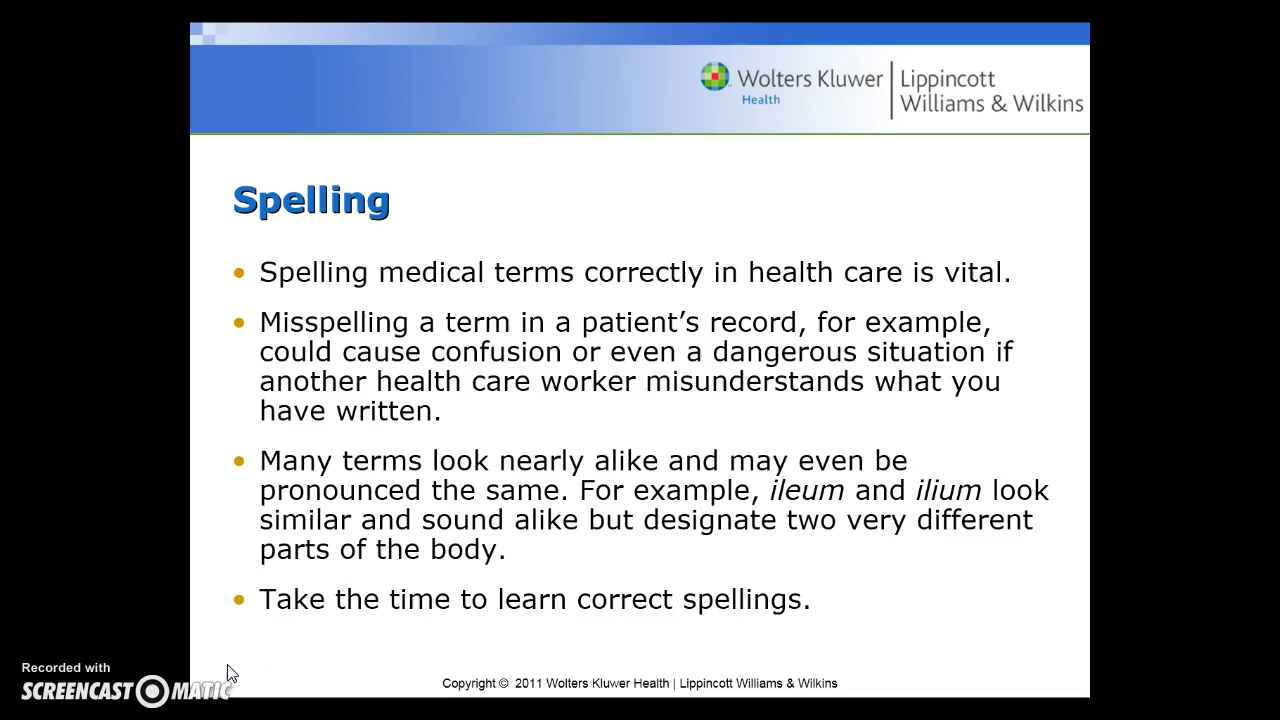 Wolters Kluwer
Health
Lippincott
Williams & Wilkins
Spelling
• Spelling medical terms correctly in health care is vital.
• Misspelling a term in a patient’s record, for example,
could cause confusion or even a dangerous situation if
another health care worker misunderstands what you
have written.
• Many terms look nearly alike and may even be
pronounced the same. For example, ileum and ilium look
similar and sound alike but designate two very different
parts of the body.
• Take the time to learn correct spellings.
Recorded with
SCREENCAST MATIC
Copyright © 2011 Wolters Kluwer Health | Lippincott Williams & Wilkins